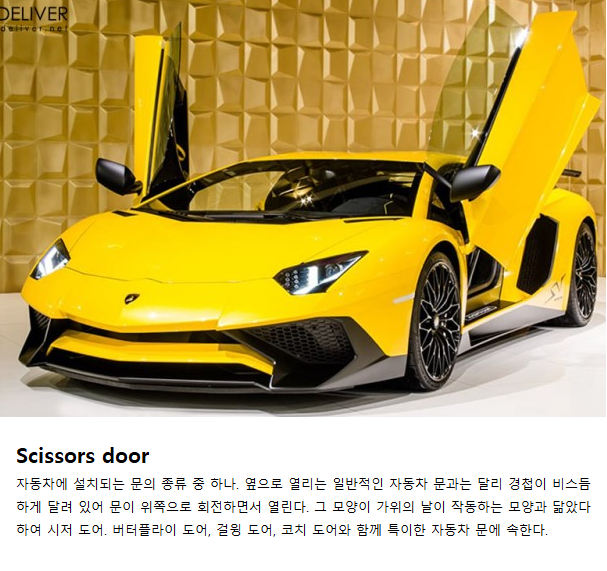 DELIVER
deliver.net
SV
Scissors door
자동차에 설치되는 문의 종류 중 하나. 옆으로 열리는 일반적인 자동차 문과는 달리 경첩이 비스듬
하게 달려 있어 문이 위쪽으로 회전하면서 열린다. 그 모양이 가위의 날이 작동하는 모양과 닮았다
하여 시저 도어. 버터플라이 도어, 걸윙 도어, 코치 도어와 함께 특이한 자동차 문에 속한다.